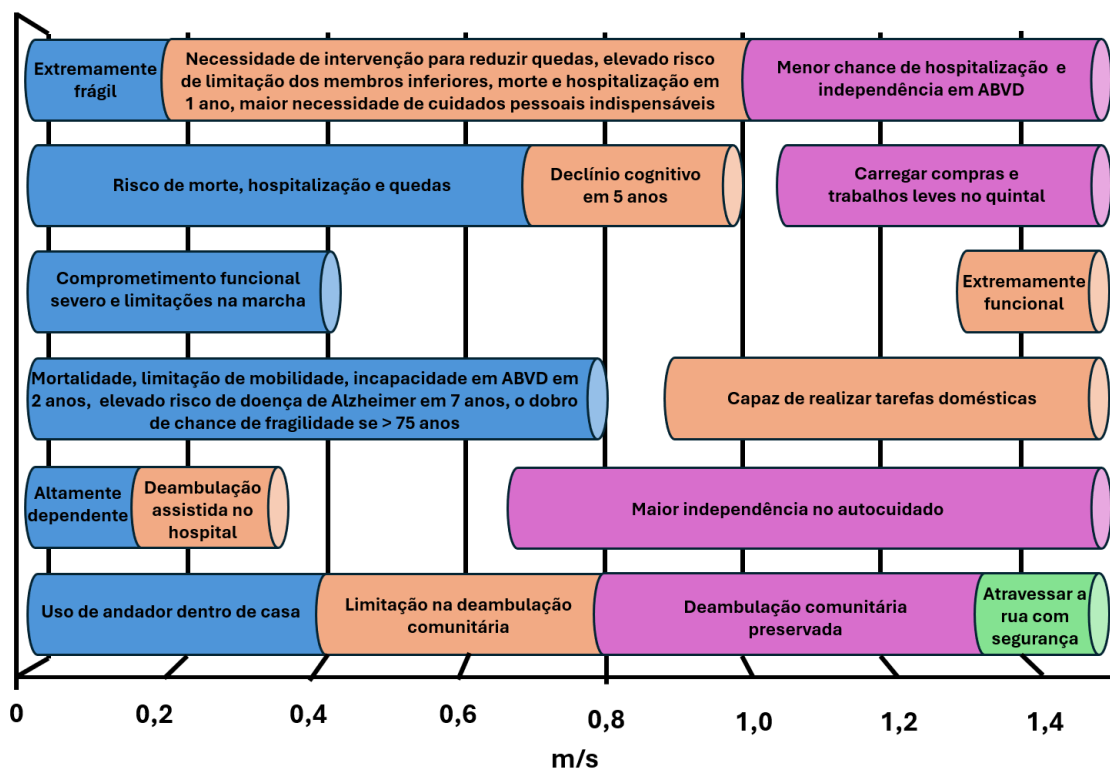 Extremamente
frágil
Necessidade de intervenção para reduzir quedas, elevado risco
de limitação dos membros inferiores, morte e hospitalização em
1 ano, maior necessidade de cuidados pessoais indispensáveis
Menor chance de hospitalização e
independência em ABVD
Risco de morte, hospitalização e quedas
Declínio cognitivo
em 5 anos
Carregar compras e
trabalhos leves no quintal
Comprometimento funcional
severo e limitações na marcha
Extremamente
funcional
Mortalidade, limitação de mobilidade, incapacidade em ABVD em
2 anos, elevado risco de doença de Alzheimer em 7 anos, o dobro
de chance de fragilidade se > 75 anos
Capaz de realizar tarefas domésticas
Altamente
dependente
Deambulação
assistida no
hospital
Maior independência no autocuidado
Uso de andador dentro de casa
Limitação na deambulação
comunitária
Deambulação comunitária
preservada
Atravessar a
rua com
segurança
0 0,2 0,4 0,6 0,8 1,0 1,2 1,4
m/s